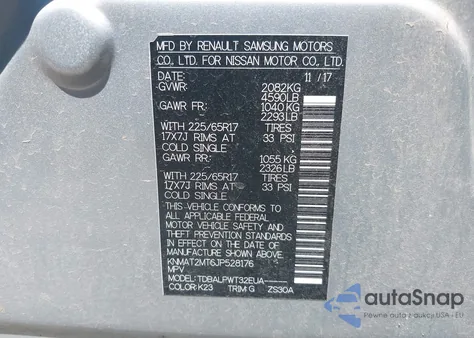 MFD BY RENAULT SAMSUNG MOTORS
CO., LTD. FOR NISSAN MOTOR CO., LTD.
DATE: 11/17
GVWR: 2082KG
4590LB
GAWR FR: 1040KG
2293LB
WITH 225/65R17 TIRES
17X7J RIMS AT 33 PSI
COLD SINGLE
GAWR RR: 1055KG
2326LB
WITH 225/65R17 TIRES
17X7J RIMS AT 33 PSI
COLD SINGLE
THIS VEHICLE CONFORMS TO
ALL APPLICABLE FEDERAL
MOTOR VEHICLE SAFETY AND
THEFT PREVENTION STANDARDS
IN EFFECT ON THE DATE OF
MANUFACTURE SHOWN ABOVE.
KNMAT2MT6JP528176
MPV
MODEL: TDBALPWT32EUA------
COLOR: K23 TRIM: G ZS30A
autoSnap
Powered by AutoBidMaster